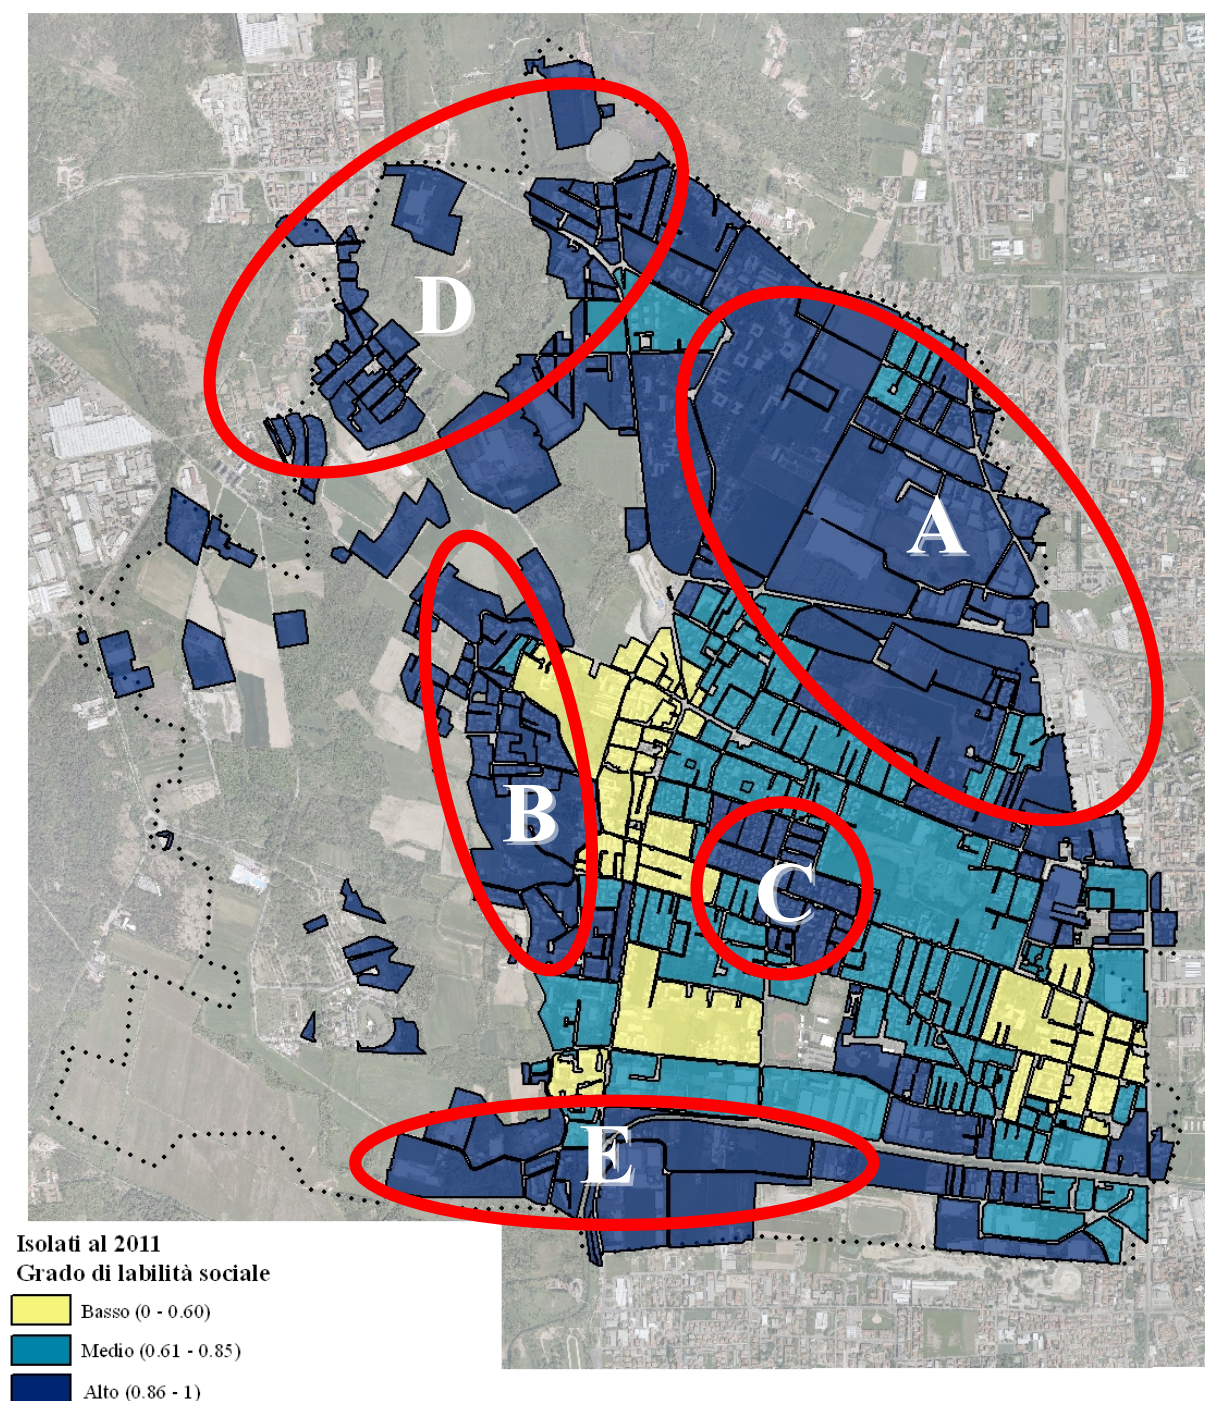 D
A
B
C
E
Isolati al 2011
Grado di labilità sociale
Basso (0 - 0.60)
Medio (0.61 - 0.85)
Alto (0.86 - 1)